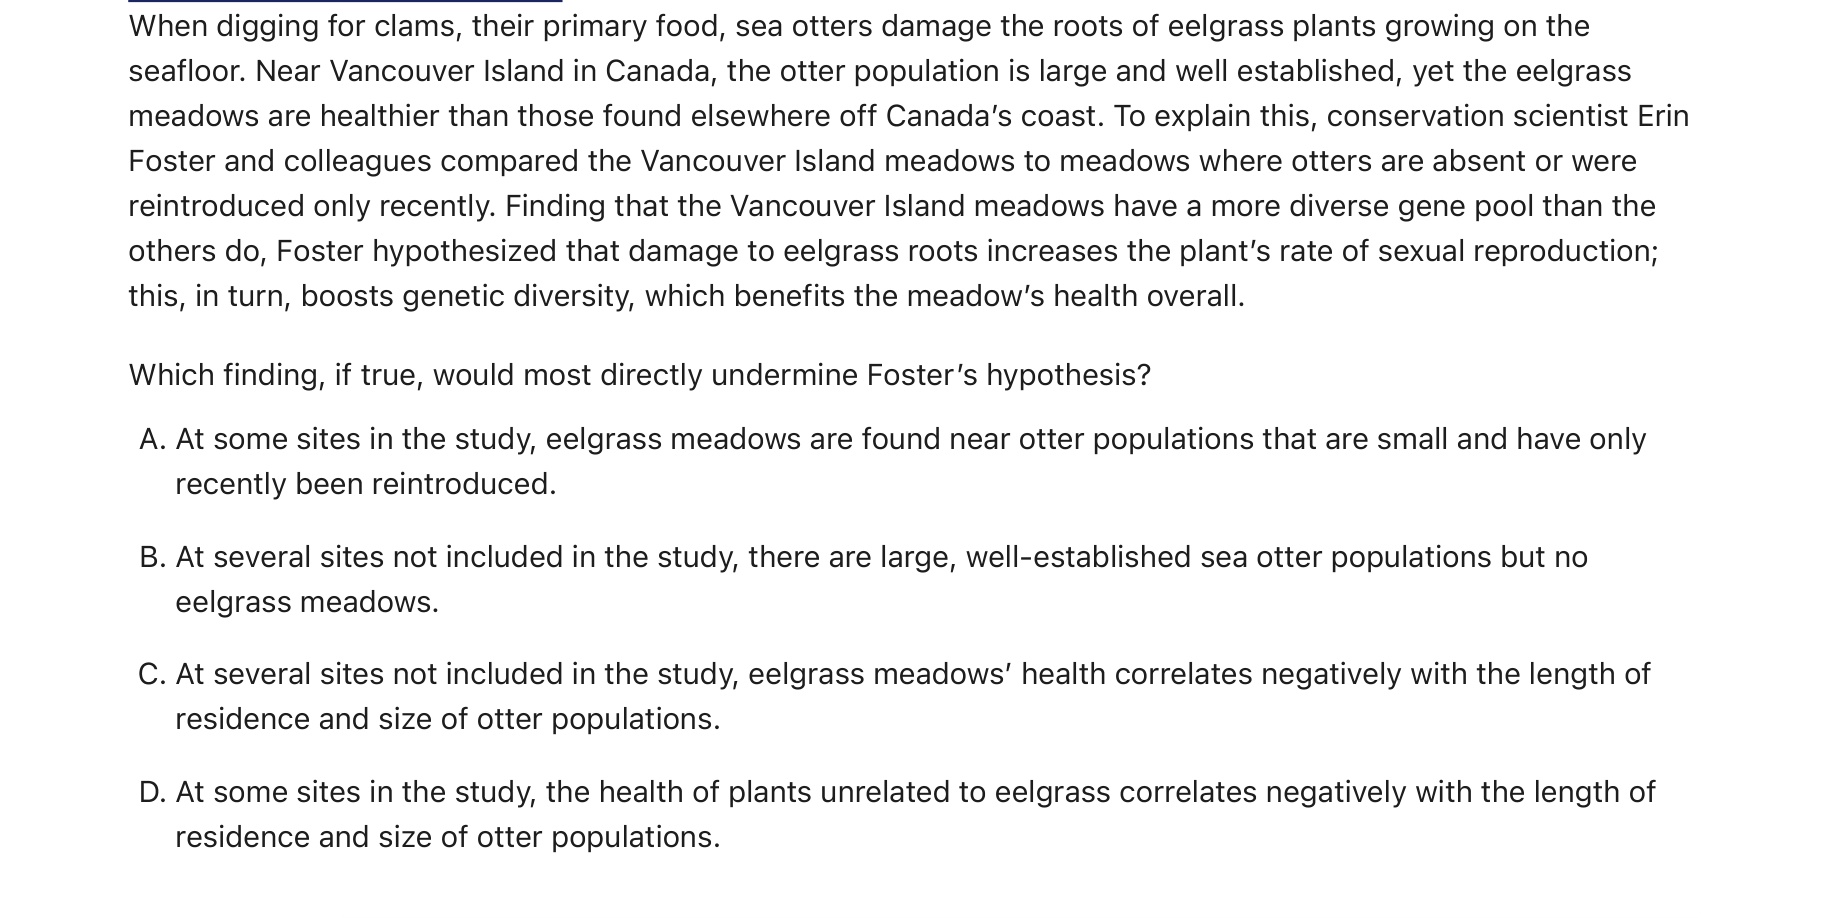 When digging for clams, their primary food, sea otters damage the roots of eelgrass plants growing on the
seafloor. Near Vancouver Island in Canada, the otter population is large and well established, yet the eelgrass
meadows are healthier than those found elsewhere off Canada’s coast. To explain this, conservation scientist Erin
Foster and colleagues compared the Vancouver Island meadows to meadows where otters are absent or were
reintroduced only recently. Finding that the Vancouver Island meadows have a more diverse gene pool than the
others do, Foster hypothesized that damage to eelgrass roots increases the plant’s rate of sexual reproduction;
this, in turn, boosts genetic diversity, which benefits the meadow’s health overall.
Which finding, if true, would most directly undermine Foster’s hypothesis?
A. At some sites in the study, eelgrass meadows are found near otter populations that are small and have only
recently been reintroduced.
B. At several sites not included in the study, there are large, well-established sea otter populations but no
eelgrass meadows.
C. At several sites not included in the study, eelgrass meadows’ health correlates negatively with the length of
residence and size of otter populations.
D. At some sites in the study, the health of plants unrelated to eelgrass correlates negatively with the length of
residence and size of otter populations.